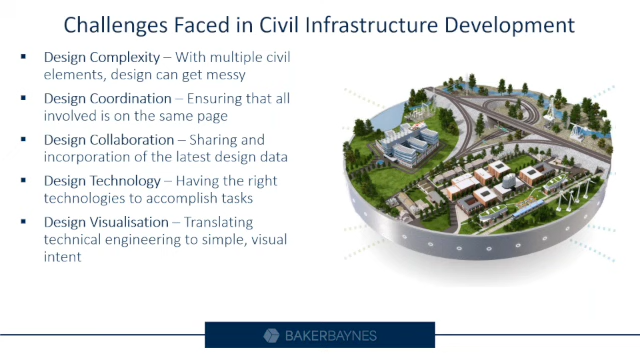 Challenges Faced in Civil Infrastructure Development
▪ Design Complexity – With multiple civil
elements, design can get messy
▪ Design Coordination – Ensuring that all
involved is on the same page
▪ Design Collaboration – Sharing and
incorporation of the latest design data
▪ Design Technology – Having the right
technologies to accomplish tasks
▪ Design Visualisation – Translating
technical engineering to simple, visual
intent
BAKERBAYNES